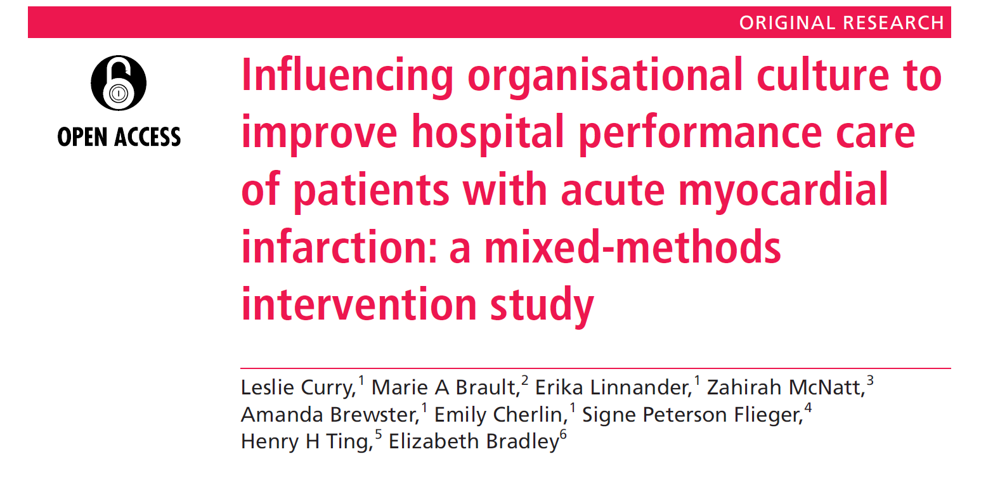 ORIGINAL RESEARCH
OPEN ACCESS
Influencing organisational culture to
improve hospital performance care
of patients with acute myocardial
infarction: a mixed-methods
intervention study
Leslie Curry,1 Marie A Brault,2 Erika Linnander,1 Zahirah McNatt,3
Amanda Brewster,1 Emily Cherlin,1 Signe Peterson Flieger,4
Henry H Ting,5 Elizabeth Bradley6